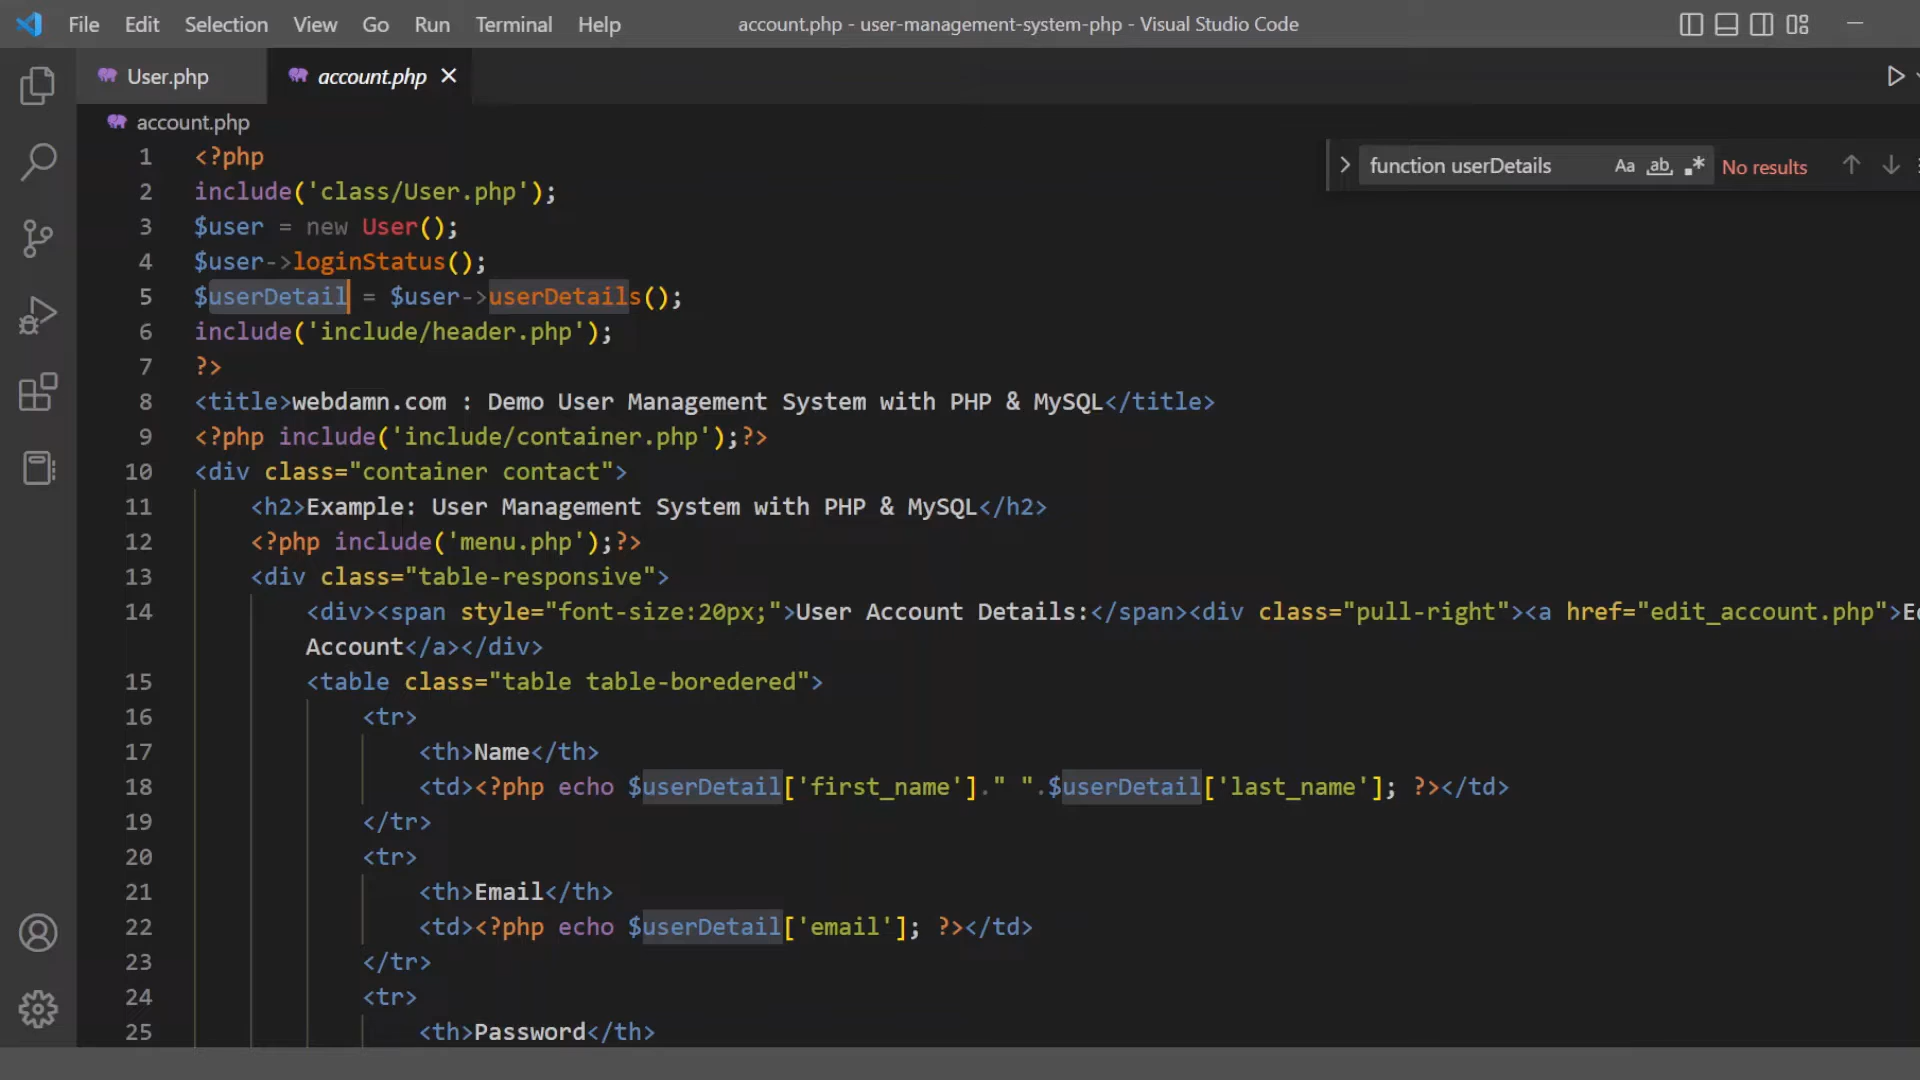 File Edit Selection View Go Run Terminal Help account.php - user-management-system-php - Visual Studio Code
User.php account.php
account.php
function userDetails Aa ab No results
1 <?php
2 include('class/User.php');
3 $user = new User();
4 $user->loginStatus();
5 $userDetail = $user->userDetails();
6 include('include/header.php');
7 ?>
8 <title>webdamn.com : Demo User Management System with PHP & MySQL</title>
9 <?php include('include/container.php');?>
10 <div class="container contact">
11 <h2>Example: User Management System with PHP & MySQL</h2>
12 <?php include('menu.php');?>
13 <div class="table-responsive">
14 <div><span style="font-size:20px;">User Account Details:</span><div class="pull-right"><a href="edit_account.php">
Account</a></div>
15 <table class="table table-boredered">
16 <tr>
17 <th>Name</th>
18 <td><?php echo $userDetail['first_name']." ".$userDetail['last_name']; ?></td>
19 </tr>
20 <tr>
21 <th>Email</th>
22 <td><?php echo $userDetail['email']; ?></td>
23 </tr>
24 <tr>
25 <th>Password</th>